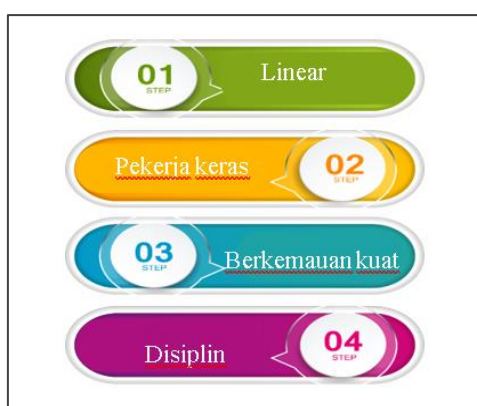 01
STEP
Linear
Pekerja keras
02
STEP
03
STEP
Berkemauan kuat
Disiplin
04
STEP